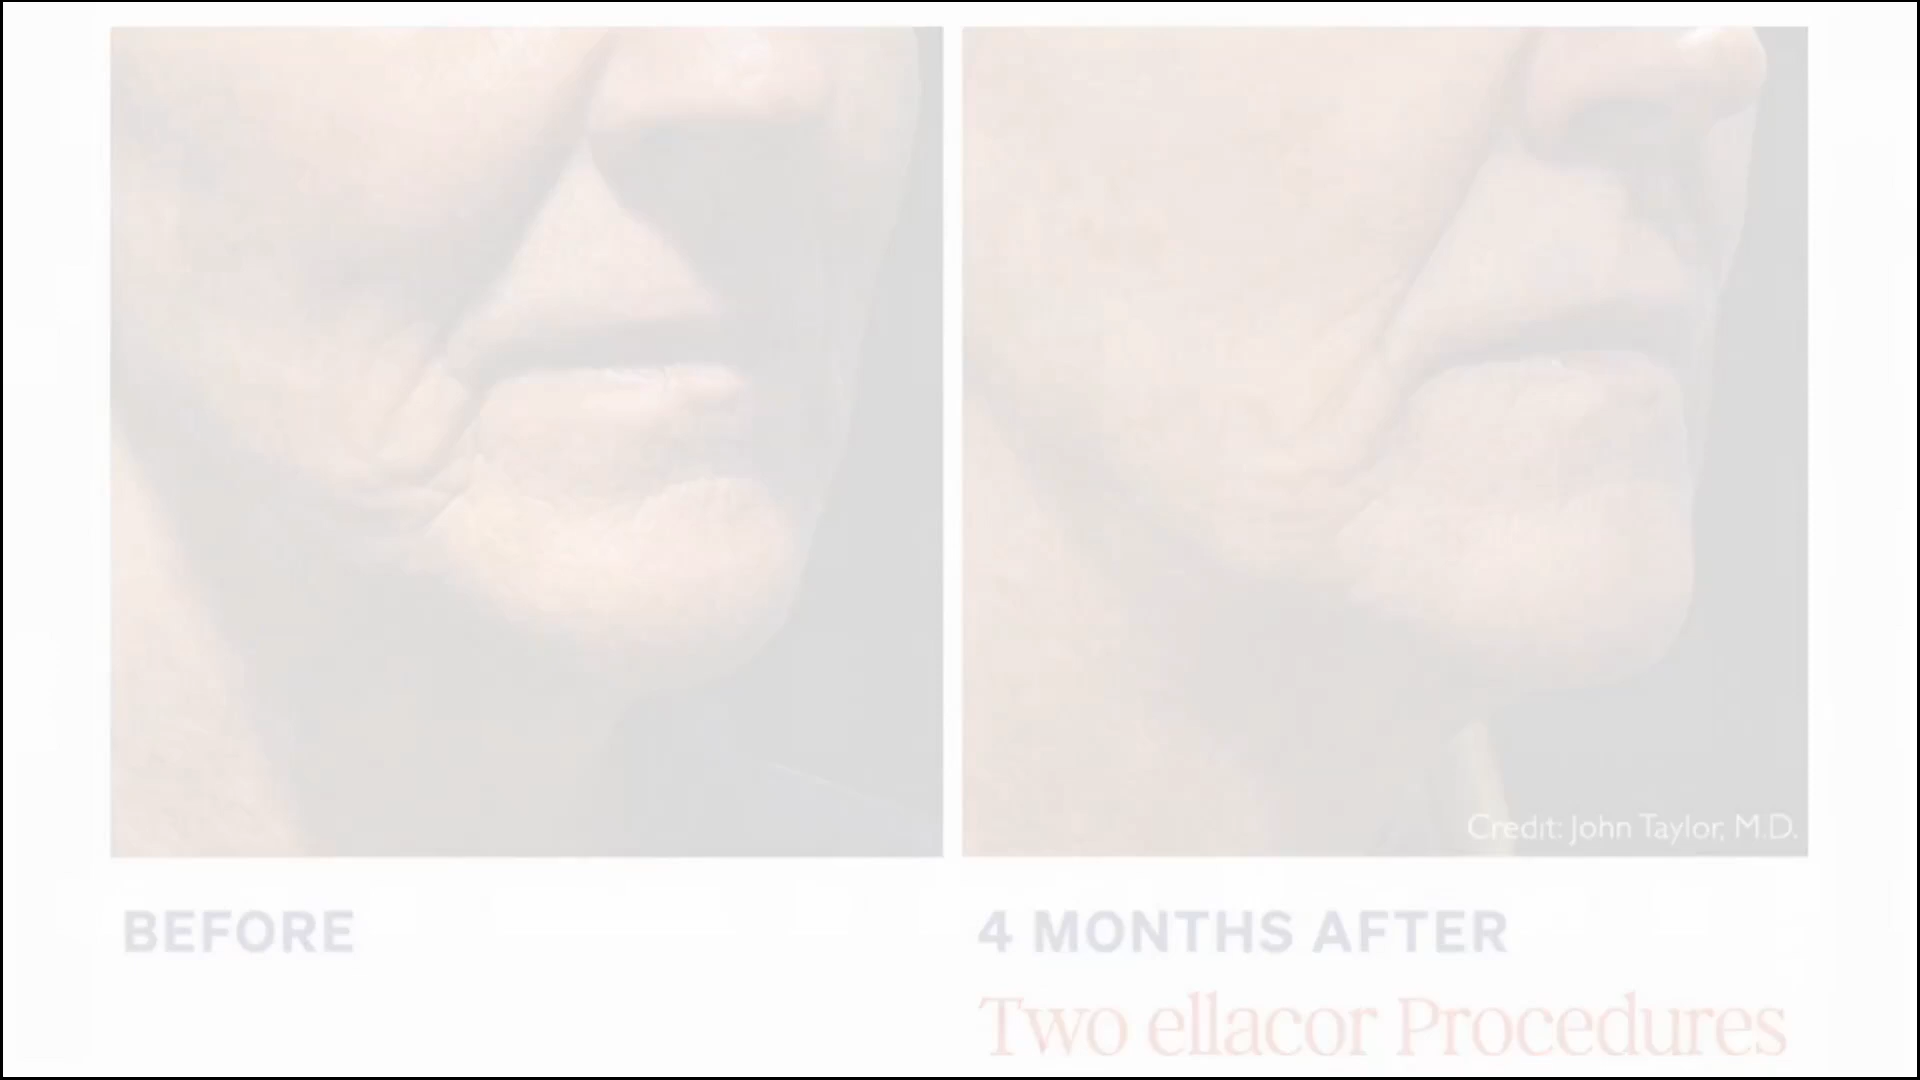 Credit: John Taylor, M.D.
BEFORE
4 MONTHS AFTER
Two ellacor Procedures